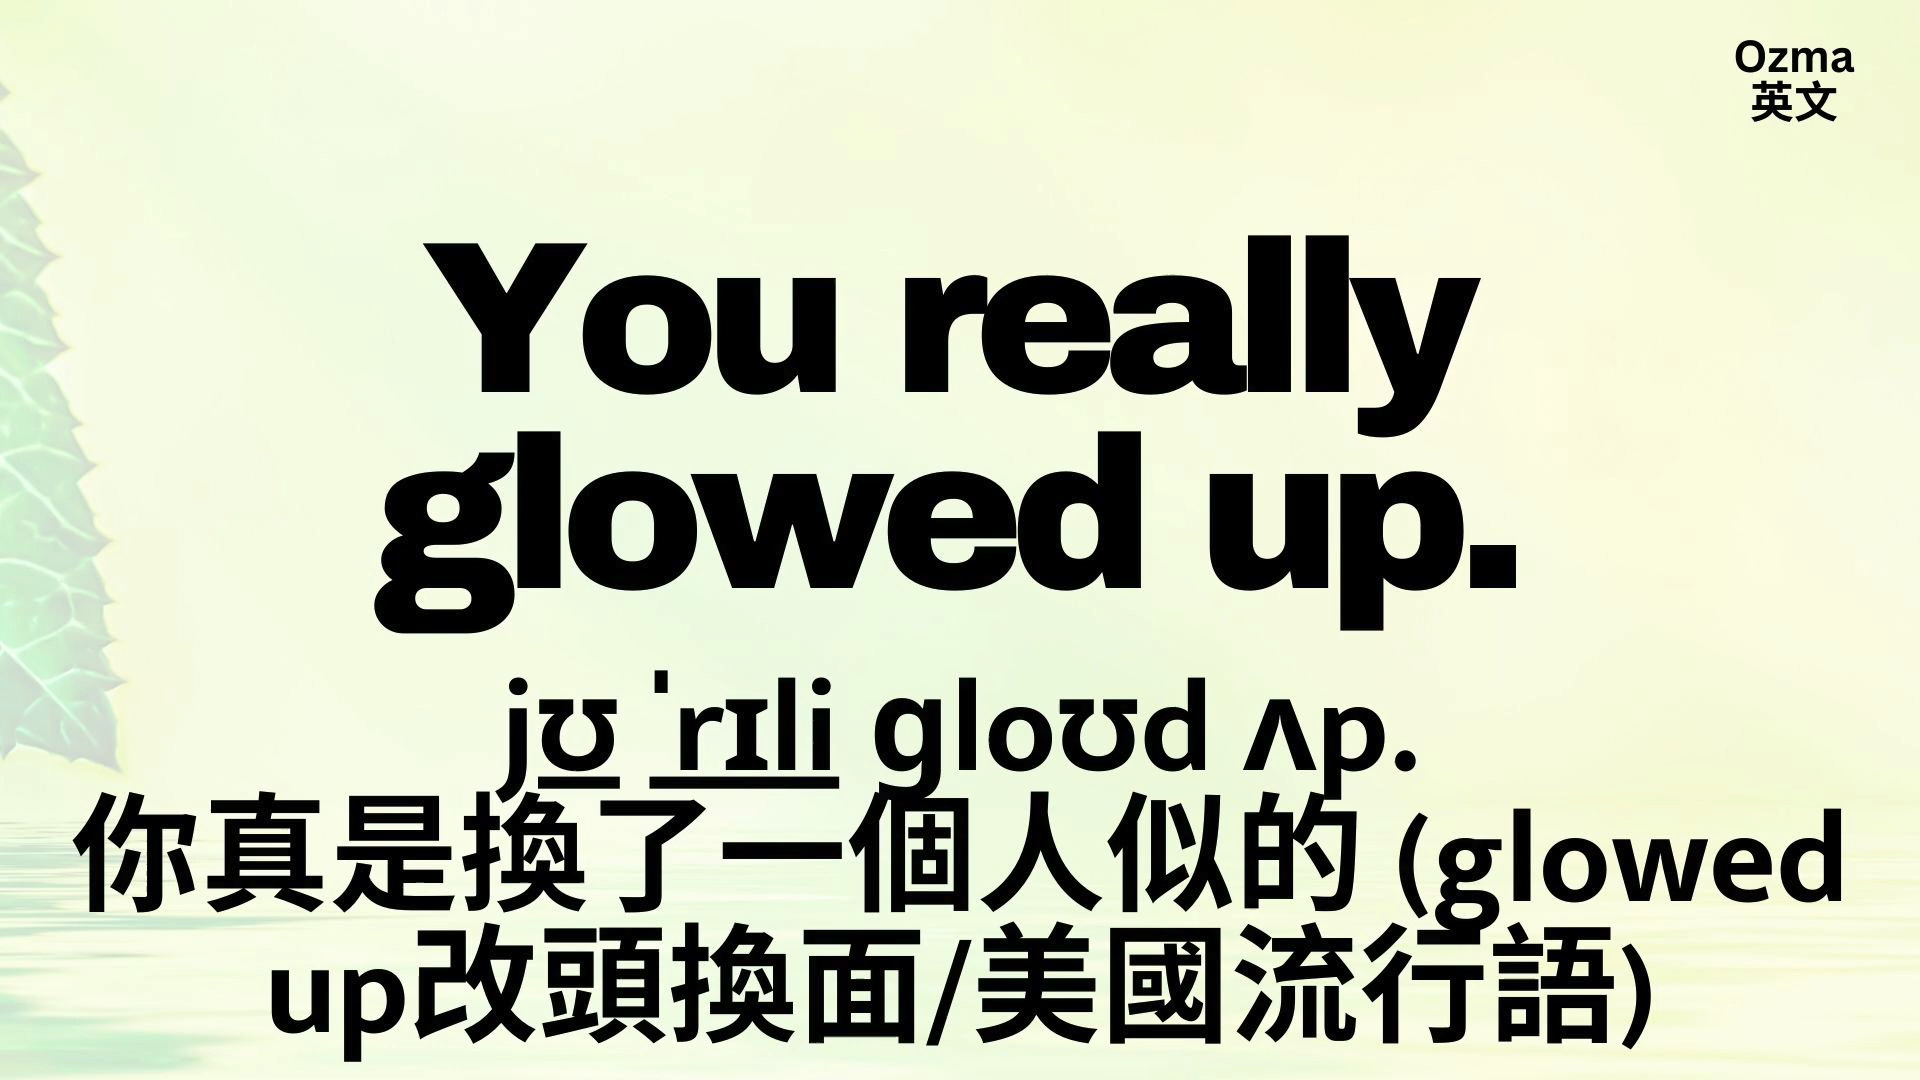 Ozma
英文
You really
glowed up.
jʊ ˈrɪli gloʊd ʌp.
你真是換了一個人似的 (glowed
up改頭換面/美國流行語)